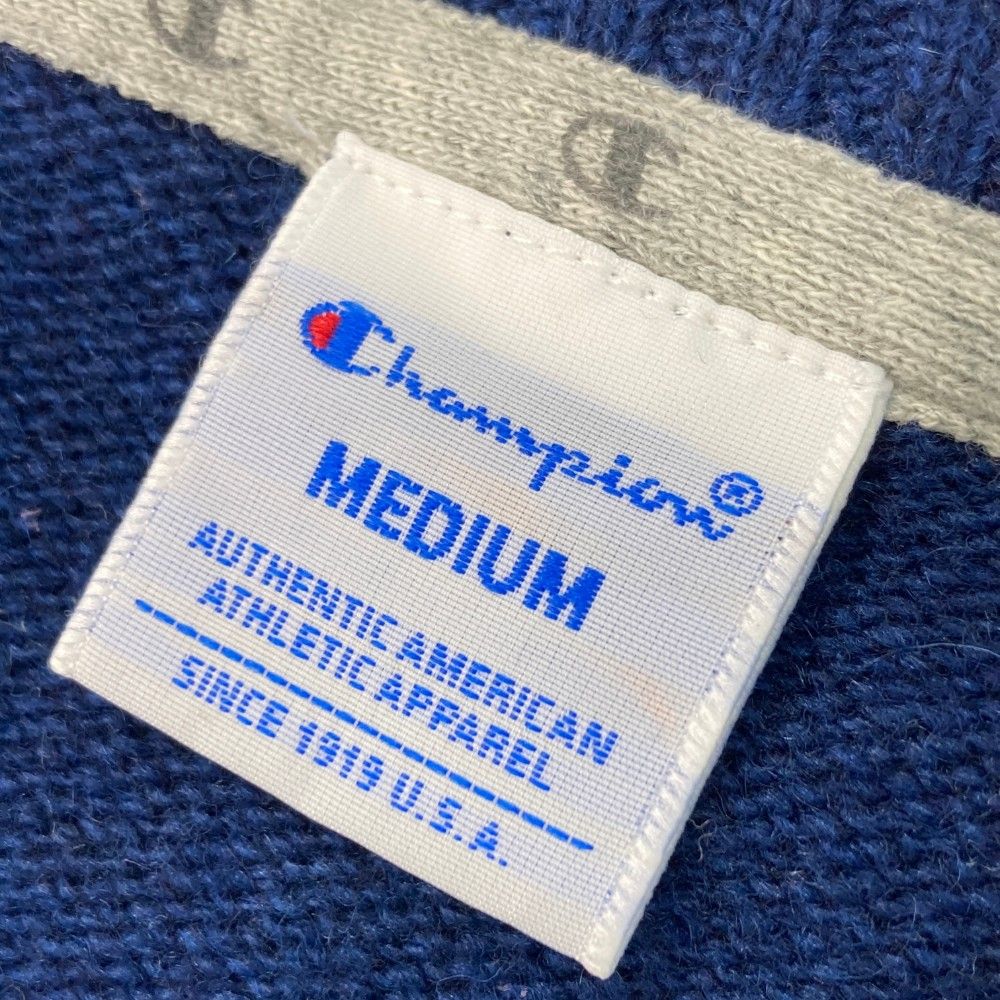 Champion®
MEDIUM
AUTHENTIC AMERICAN
ATHLETIC APPAREL
SINCE 1919 U.S.A.